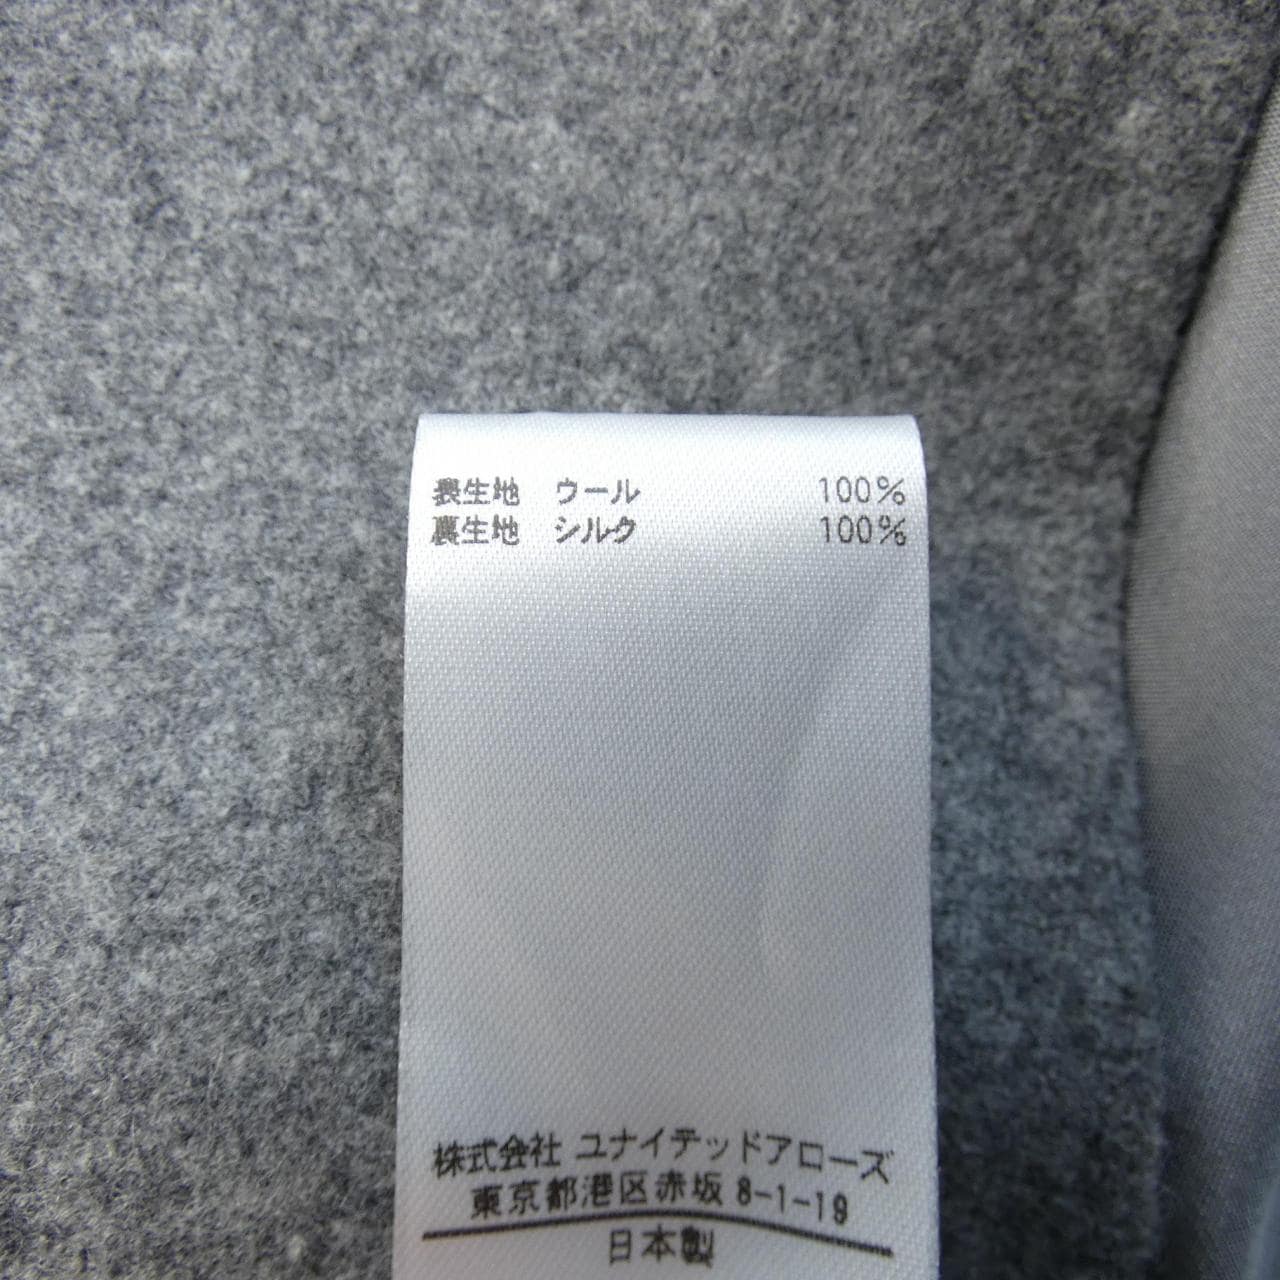 表生地 ウール 100%
裏生地 シルク 100%
株式会社 ユナイテッドアローズ
東京都港区赤坂 8-1-19
日本製